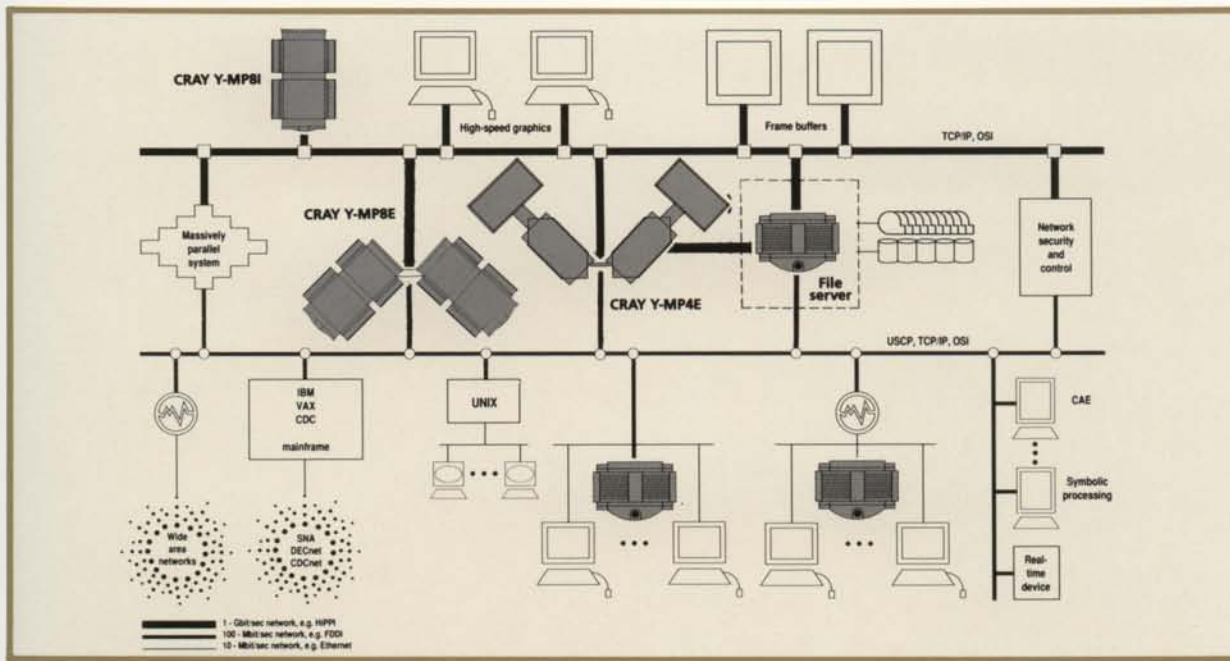 CRAY Y-MP8I
High-speed graphics
Frame buffers
TCP/IP, OSI
CRAY Y-MP8E
Massively
parallel
system
CRAY Y-MP4E
File
server
Network
security
and
control
USCP, TCP/IP, OSI
IBM
VAX
CDC
mainframe
UNIX
CAE
Symbolic
processing
Real-
time
device
Wide
area
networks
SNA
DECnet
CDCnet
1 - Gbit/sec network, e.g. HiPPI
100 - Mbit/sec network, e.g. FDDI
10 - Mbit/sec network, e.g. Ethernet